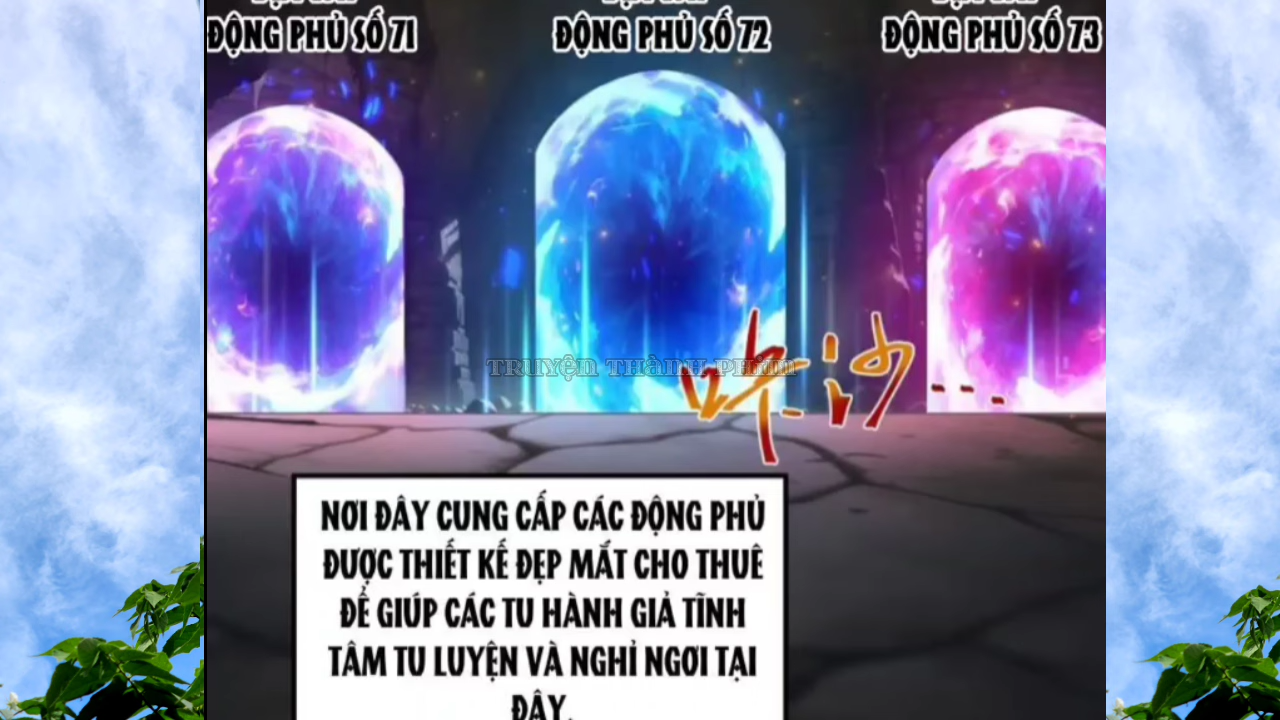 ĐỘNG PHỦ SỐ 71
ĐỘNG PHỦ SỐ 72
ĐỘNG PHỦ SỐ 73
TRUYỆN THÀNH PHIM
NƠI ĐÂY CUNG CẤP CÁC ĐỘNG PHỦ
ĐƯỢC THIẾT KẾ ĐẸP MẮT CHO THUÊ
ĐỂ GIÚP CÁC TU HÀNH GIẢ TĨNH
TÂM TU LUYỆN VÀ NGHỈ NGƠI TẠI
ĐÂY.